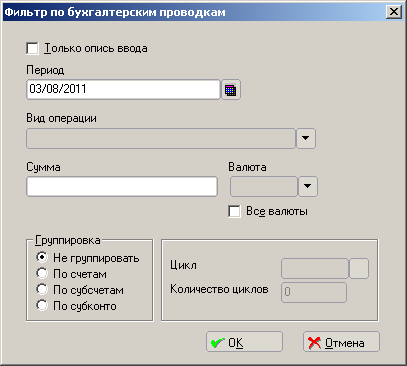 Фильтр по бухгалтерским проводкам
Только опись ввода
Период
03/08/2011
Вид операции
Сумма Валюта
Все валюты
Группировка
Не группировать
По счетам
По субсчетам
По субконто
Цикл
Количество циклов 0
OK Отмена